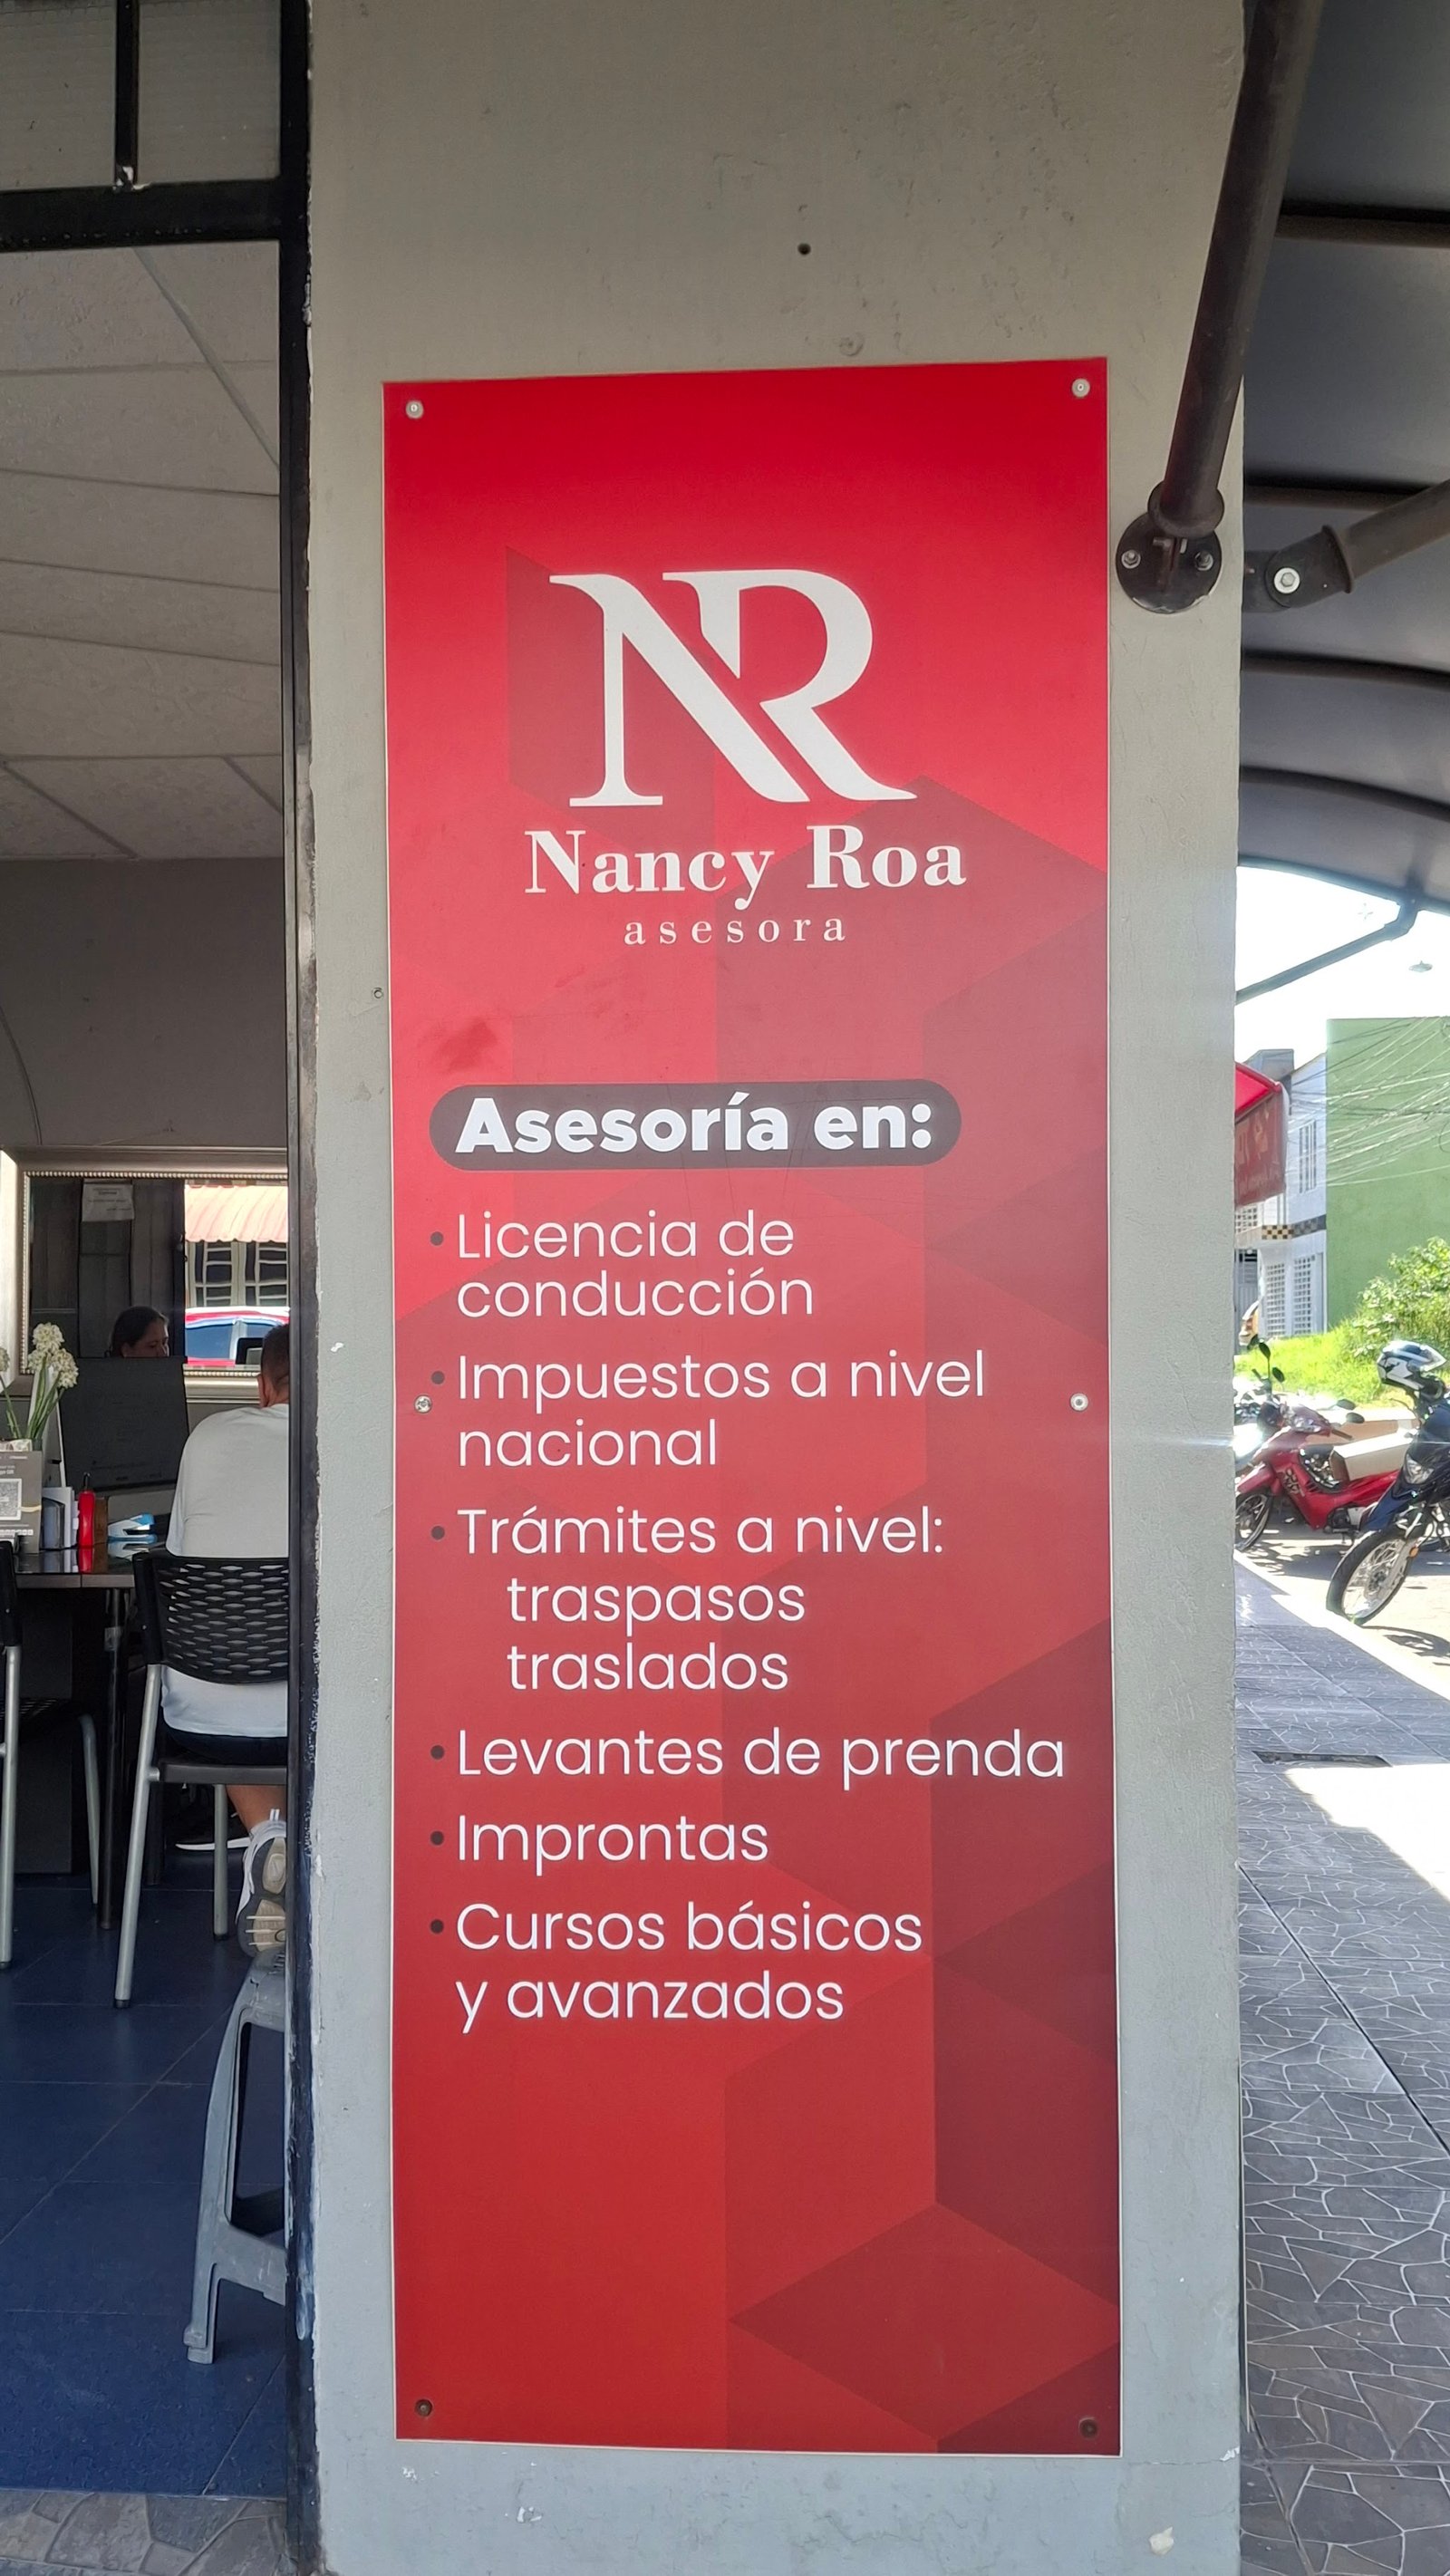 NR
Nancy Roa
asesora
Asesoría en:
• Licencia de
conducción
• Impuestos a nivel
nacional
• Trámites a nivel:
traspasos
traslados
• Levantes de prenda
• Improntas
• Cursos básicos
y avanzados